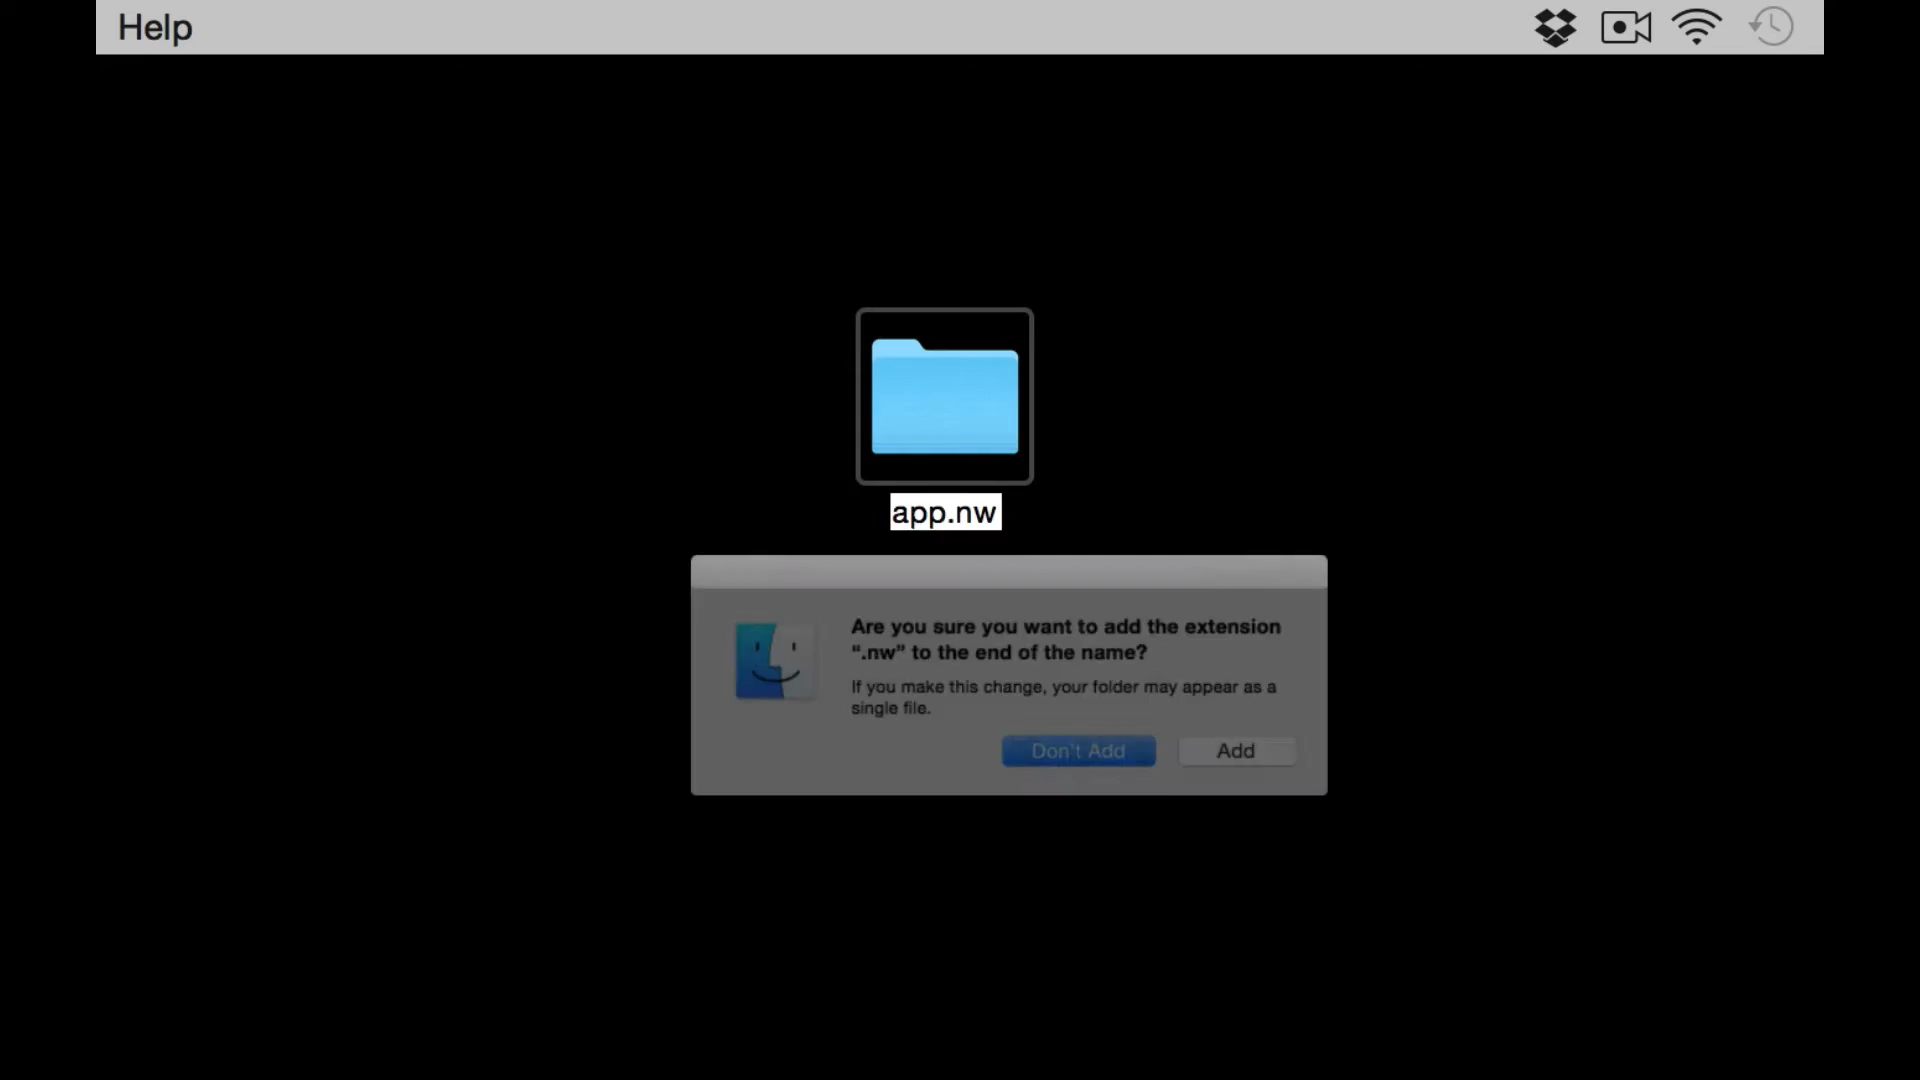 Help
app.nw
Are you sure you want to add the extension
“.nw” to the end of the name?
If you make this change, your folder may appear as a
single file.
Don't Add
Add